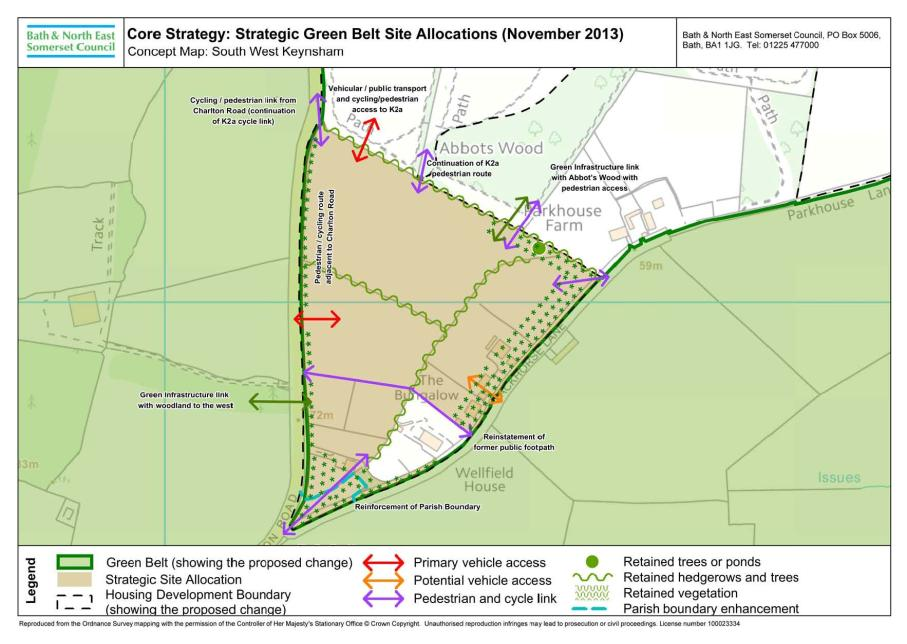 Bath & North East
Somerset Council
Core Strategy: Strategic Green Belt Site Allocations (November 2013)
Concept Map: South West Keynsham
Bath & North East Somerset Council, PO Box 5006,
Bath, BA1 1JG. Tel: 01225 477000
Cycling / pedestrian link from
Charlton Road (continuation
of K2a cycle link)
Vehicular / public transport
and cycling/pedestrian
access to K2a
Path
Path
Path
Abbots Wood
Continuation of K2a
pedestrian route
Green Infrastructure link
with Abbot's Wood with
pedestrian access
Parkhouse
Farm
Parkhouse Lan
59m
Track
Pedestrian / cycling route
adjacent to Charlton Road
The
Bungalow
Green Infrastructure link
with woodland to the west
72m
Reinstatement of
former public footpath
Wellfield
House
Issues
Reinforcement of Parish Boundary
Legend
Green Belt (showing the proposed change)
Strategic Site Allocation
Housing Development Boundary
(showing the proposed change)
Primary vehicle access
Potential vehicle access
Pedestrian and cycle link
Retained trees or ponds
Retained hedgerows and trees
Retained vegetation
Parish boundary enhancement
Reproduced from the Ordnance Survey mapping with the permission of the Controller of Her Majesty's Stationary Office © Crown Copyright. Unauthorised reproduction infringes may lead to prosecution or civil proceedings. License number 100023334